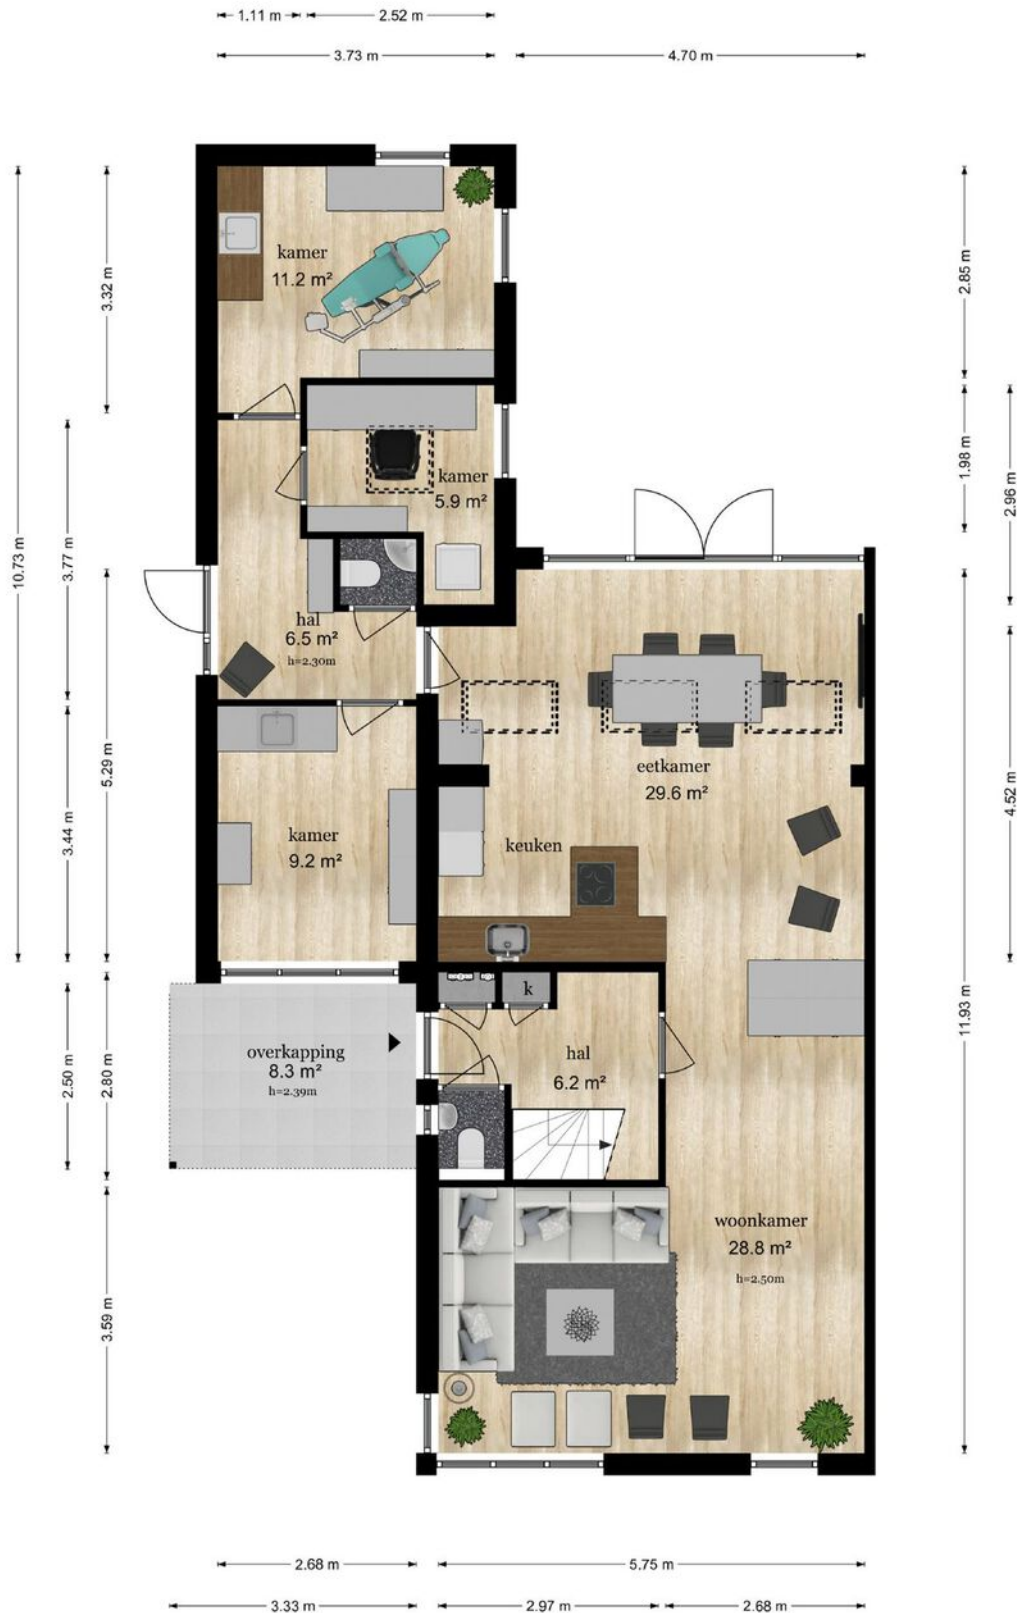 1.11 m
2.52 m
3.73 m
4.70 m
kamer
11.2 m²
3.32 m
2.85 m
10.73 m
3.77 m
kamer
5.9 m²
1.98 m
2.96 m
hal
6.5 m²
h=2.30m
5.29 m
3.44 m
eetkamer
29.6 m²
4.52 m
kamer
9.2 m²
keuken
k
11.93 m
overkapping
8.3 m²
h=2.39m
hal
6.2 m²
2.50 m
2.80 m
woonkamer
28.8 m²
h=2.50m
3.59 m
2.68 m
5.75 m
3.33 m
2.97 m
2.68 m